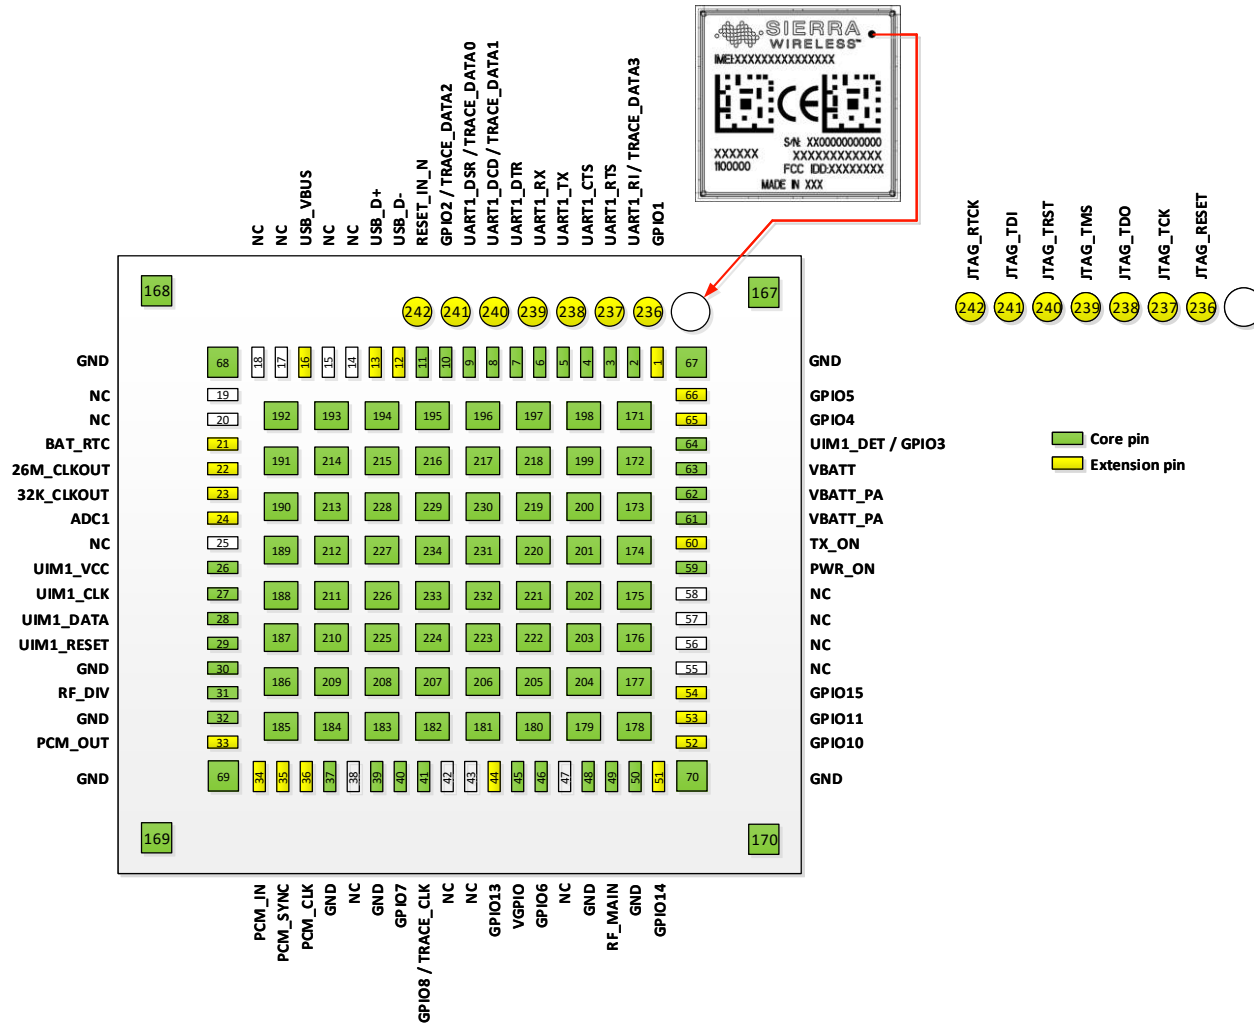 SIERRA
WIRELESS™
IMEI:XXXXXXXXXXXXXXX
CE
S/N: XX00000000000
XXXXXX
XXXXXXXXXXXX
1100000
FCC IDD:XXXXXXXX
MADE IN XXX
NC
NC
USB_VBUS
NC
NC
USB_D+
USB_D-
RESET_IN_N
GPIO2 / TRACE_DATA2
UART1_DSR / TRACE_DATA0
UART1_DCD / TRACE_DATA1
UART1_DTR
UART1_RX
UART1_TX
UART1_CTS
UART1_RTS
UART1_RI / TRACE_DATA3
GPIO1
JTAG_RTCK
JTAG_TDI
JTAG_TRST
JTAG_TMS
JTAG_TDO
JTAG_TCK
JTAG_RESET
242 241 240 239 238 237 236
168
167
242 241 240 239 238 237 236
GND
68
18 17 16 15 14 13 12 11 10 9 8 7 6 5 4 3 2 1
67
GND
NC 19
66 GPIO5
192 193 194 195 196 197 198 171
NC 20
65 GPIO4
BAT_RTC 21
64 UIM1_DET / GPIO3
Core pin
191 214 215 216 217 218 199 172
26M_CLKOUT 22
63 VBATT
Extension pin
32K_CLKOUT 23
62 VBATT_PA
190 213 228 229 230 219 200 173
ADC1 24
61 VBATT_PA
NC 25
60 TX_ON
189 212 227 234 231 220 201 174
UIM1_VCC 26
59 PWR_ON
UIM1_CLK 27
58 NC
188 211 226 233 232 221 202 175
UIM1_DATA 28
57 NC
UIM1_RESET 29
56 NC
187 210 225 224 223 222 203 176
GND 30
55 NC
186 209 208 207 206 205 204 177
RF_DIV 31
54 GPIO15
GND 32
53 GPIO11
185 184 183 182 181 180 179 178
PCM_OUT 33
52 GPIO10
GND
69
34 35 36 37 38 39 40 41 42 43 44 45 46 47 48 49 50 51
70
GND
169
170
PCM_IN
PCM_SYNC
PCM_CLK
GND
NC
GND
GPIO7
GPIO8 / TRACE_CLK
NC
NC
GPIO13
VGPIO
GPIO6
NC
GND
RF_MAIN
GND
GPIO14